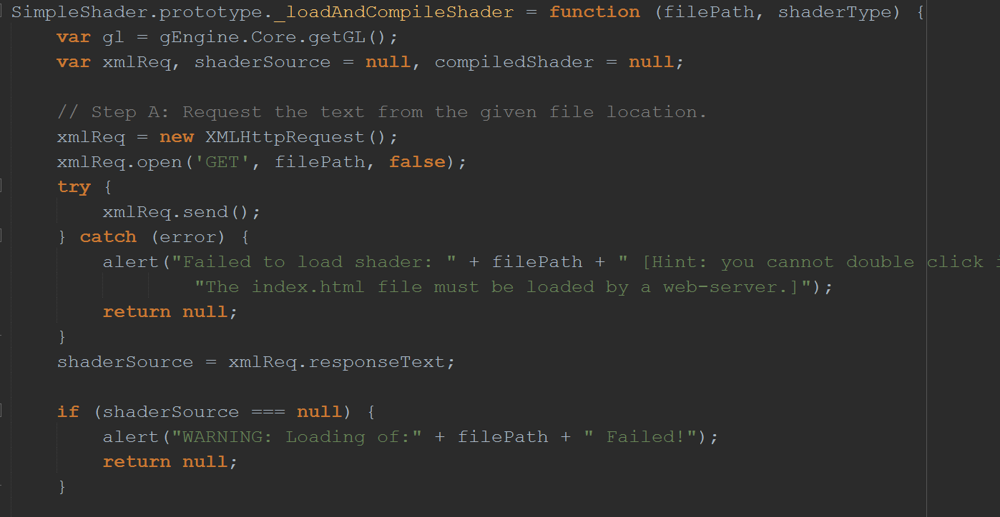 SimpleShader.prototype._loadAndCompileShader = function (filePath, shaderType) {
    var gl = gEngine.Core.getGL();
    var xmlReq, shaderSource = null, compiledShader = null;

    // Step A: Request the text from the given file location.
    xmlReq = new XMLHttpRequest();
    xmlReq.open('GET', filePath, false);
    try {
        xmlReq.send();
    } catch (error) {
        alert("Failed to load shader: " + filePath + " [Hint: you cannot double click
                "The index.html file must be loaded by a web-server.]");
        return null;
    }
    shaderSource = xmlReq.responseText;

    if (shaderSource === null) {
        alert("WARNING: Loading of:" + filePath + " Failed!");
        return null;
    }